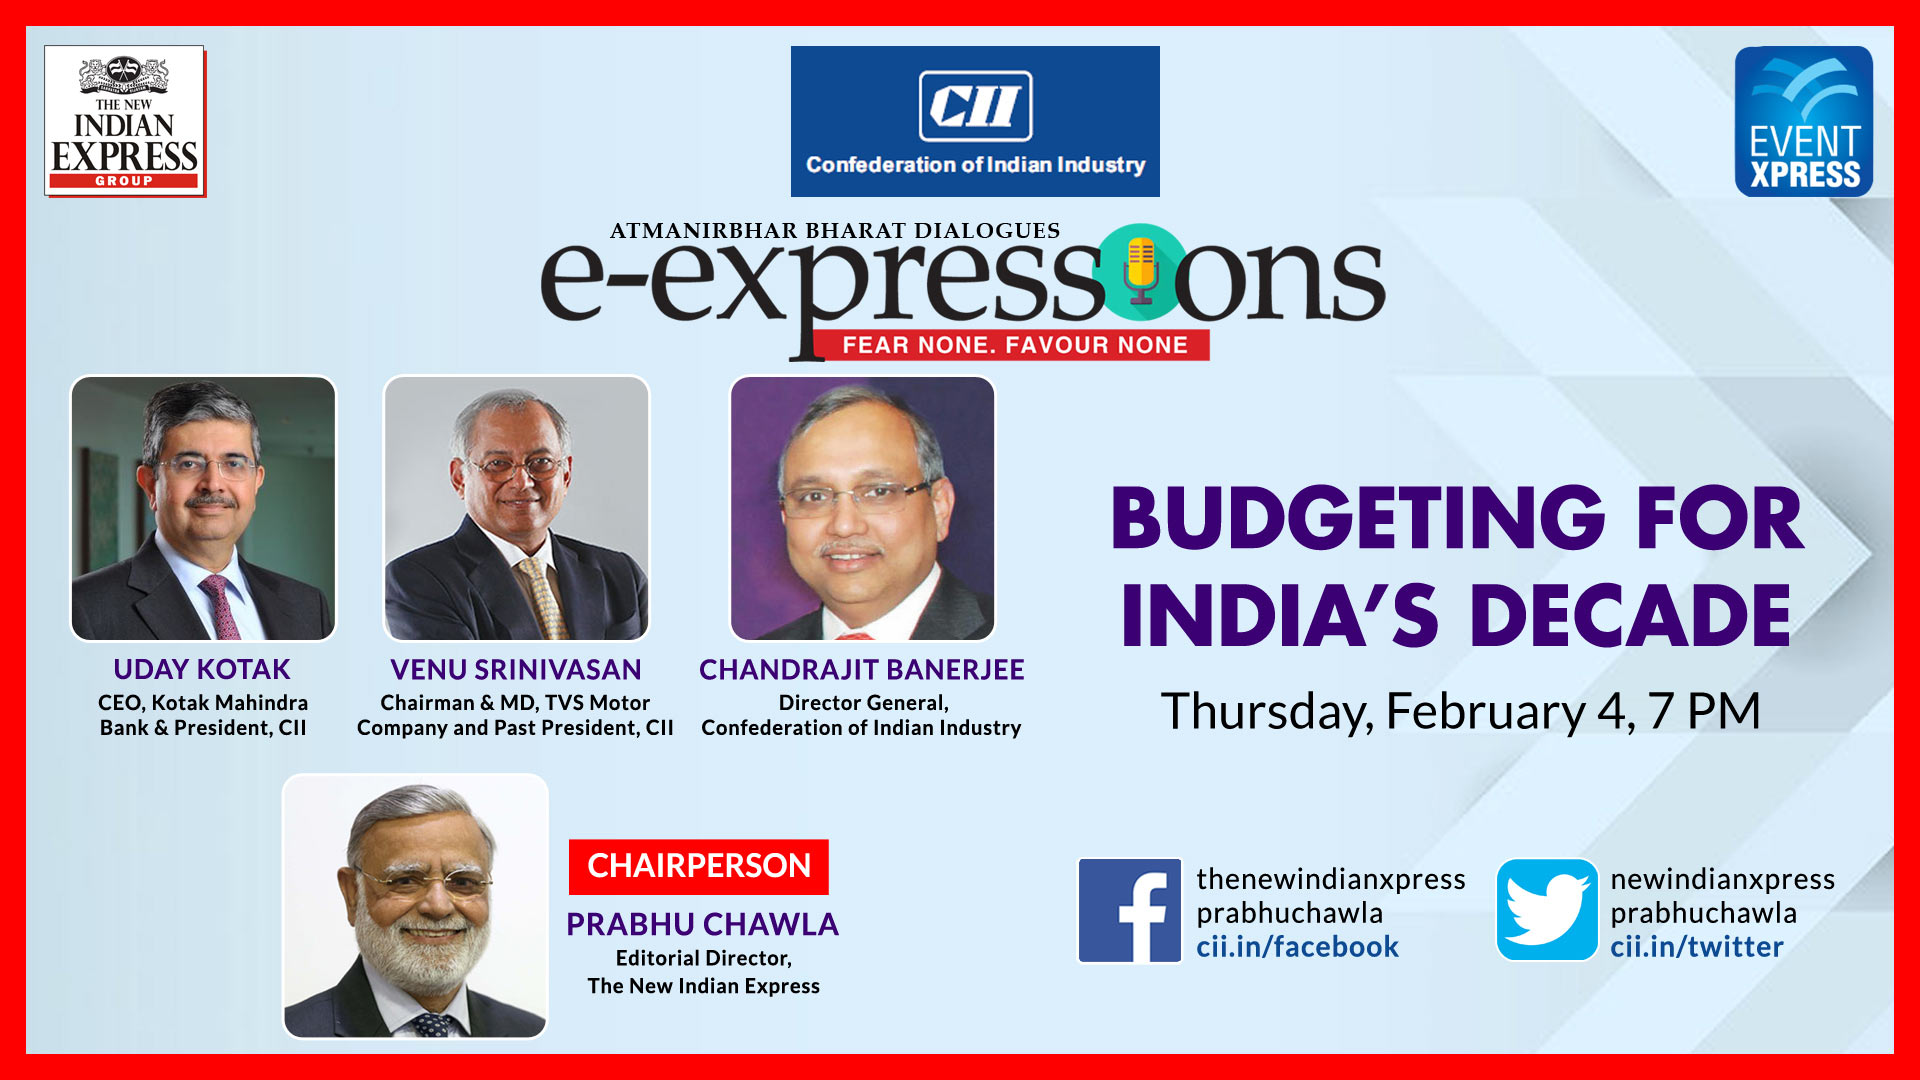 THE NEW
INDIAN
EXPRESS
GROUP
CII
Confederation of Indian Industry
EVENT
XPRESS
ATMANIRBHAR BHARAT DIALOGUES
e-expressions
FEAR NONE. FAVOUR NONE
UDAY KOTAK
CEO, Kotak Mahindra
Bank & President, CII
VENU SRINIVASAN
Chairman & MD, TVS Motor
Company and Past President, CII
CHANDRAJIT BANERJEE
Director General,
Confederation of Indian Industry
BUDGETING FOR
INDIA'S DECADE
Thursday, February 4, 7 PM
CHAIRPERSON
PRABHU CHAWLA
Editorial Director,
The New Indian Express
thenewindianxpress
prabhuchawla
cii.in/facebook
newindianxpress
prabhuchawla
cii.in/twitter